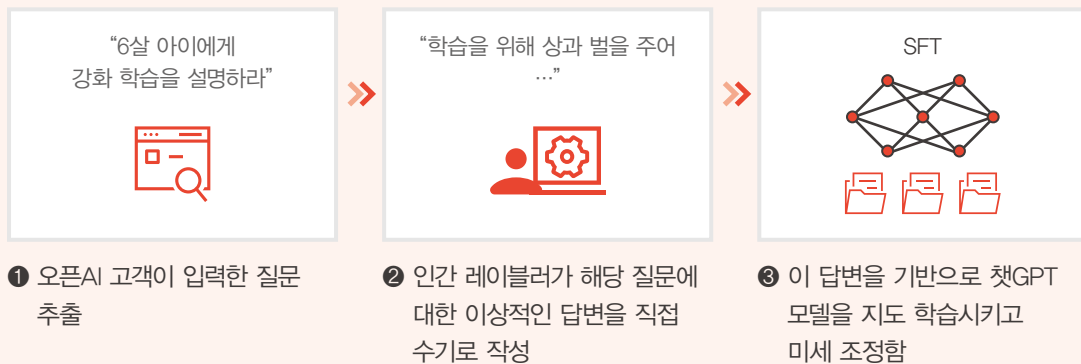 “6살 아이에게
강화 학습을 설명하라”
“학습을 위해 상과 벌을 주어
…”
SFT
❶ 오픈AI 고객이 입력한 질문
추출
❷ 인간 레이블러가 해당 질문에
대한 이상적인 답변을 직접
수기로 작성
❸ 이 답변을 기반으로 챗GPT
모델을 지도 학습시키고
미세 조정함